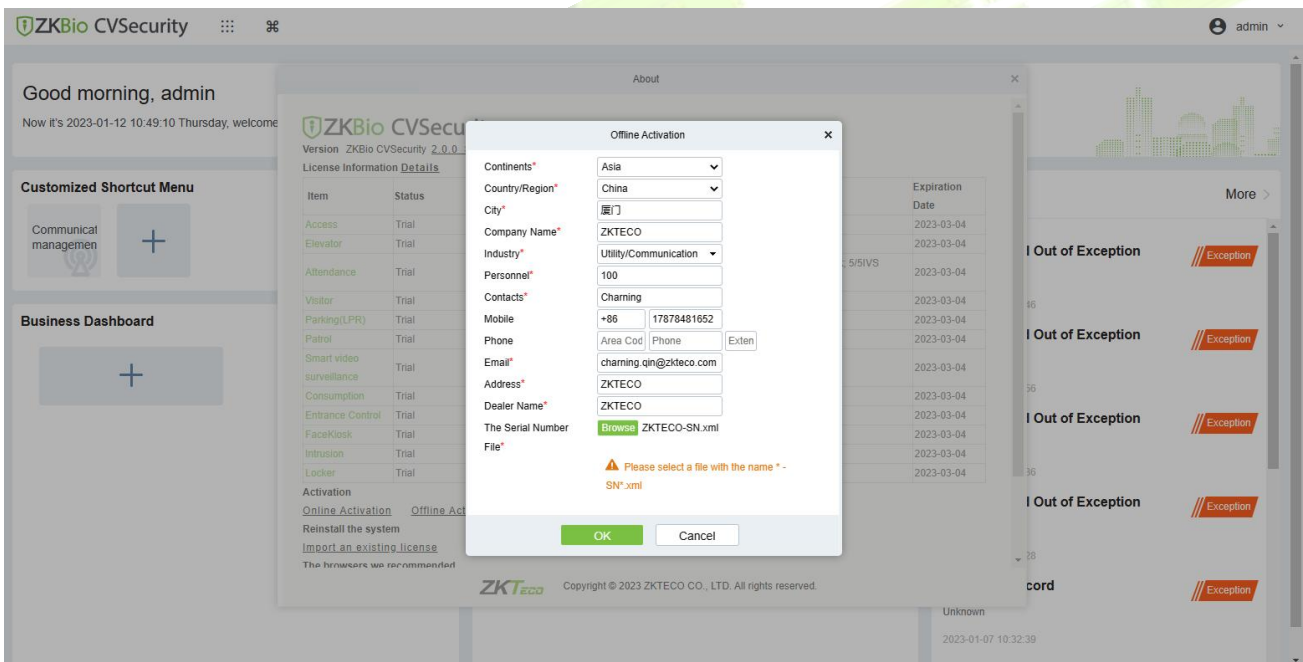 ZKBio CVSecurity
admin
Good morning, admin
Now it's 2023-01-12 10:49:10 Thursday, welcome
Customized Shortcut Menu
More
Communicat
managemen
Business Dashboard
About
ZKBio CVSecu
Version ZKBio CVSecurity 2.0.0
License Information Details
Item Status Expiration
Date
Access Trial 2023-03-04
Elevator Trial 2023-03-04
Attendance Trial ; 5/5IVS 2023-03-04
Visitor Trial 2023-03-04
Parking(LPR) Trial 2023-03-04
Patrol Trial 2023-03-04
Smart video
surveillance Trial 2023-03-04
Consumption Trial 2023-03-04
Entrance Control Trial 2023-03-04
FaceKiosk Trial 2023-03-04
Intrusion Trial 2023-03-04
Locker Trial 2023-03-04
Activation
Online Activation Offline Act
Reinstall the system
Import an existing license
The browsers we recommended
ZKTECO Copyright © 2023 ZKTECO CO., LTD. All rights reserved.
Offline Activation
Continents* Asia
Country/Region* China
City* 厦门
Company Name* ZKTECO
Industry* Utility/Communication
Personnel* 100
Contacts* Charning
Mobile +86 17878481652
Phone Area Cod Phone Exten
Email* charning.qin@zkteco.com
Address* ZKTECO
Dealer Name* ZKTECO
The Serial Number Browse ZKTECO-SN.xml
File*
Please select a file with the name * -
SN*.xml
OK Cancel
l Out of Exception Exception
46
l Out of Exception Exception
56
l Out of Exception Exception
36
l Out of Exception Exception
28
cord Exception
Unknown
2023-01-07 10:32:39